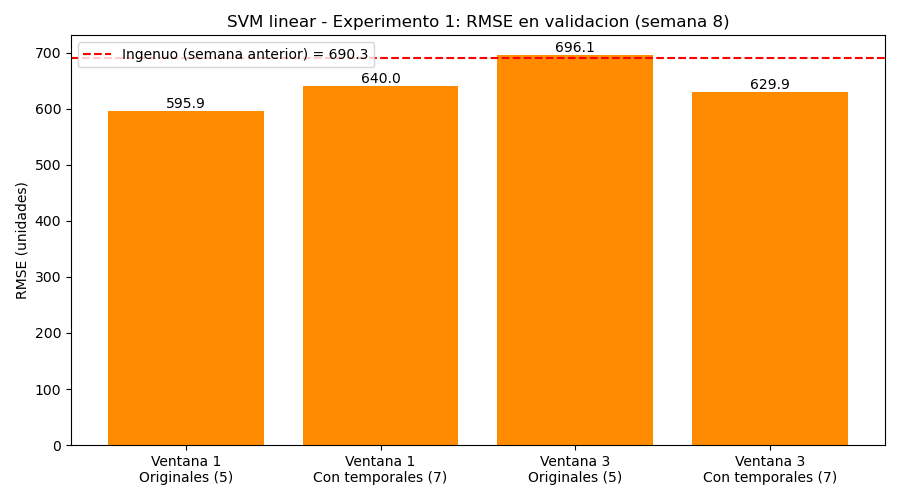 SVM linear - Experimento 1: RMSE en validacion (semana 8)
Ingenuo (semana anterior) = 690.3
RMSE (unidades)
700
600
500
400
300
200
100
0
595.9
640.0
696.1
629.9
Ventana 1
Originales (5)
Ventana 1
Con temporales (7)
Ventana 3
Originales (5)
Ventana 3
Con temporales (7)